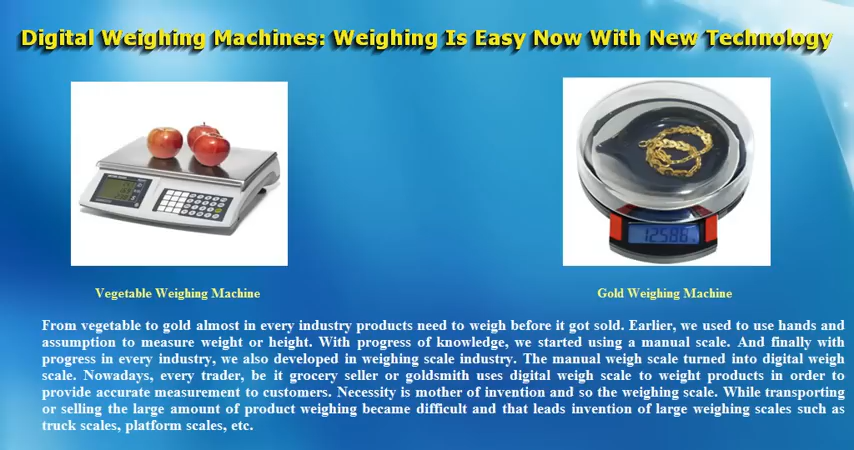 Digital Weighing Machines: Weighing Is Easy Now With New Technology
Vegetable Weighing Machine
Gold Weighing Machine
From vegetable to gold almost in every industry products need to weigh before it got sold. Earlier, we used to use hands and
assumption to measure weight or height. With progress of knowledge, we started using a manual scale. And finally with
progress in every industry, we also developed in weighing scale industry. The manual weigh scale turned into digital weigh
scale. Nowadays, every trader, be it grocery seller or goldsmith uses digital weigh scale to weight products in order to
provide accurate measurement to customers. Necessity is mother of invention and so the weighing scale. While transporting
or selling the large amount of product weighing became difficult and that leads invention of large weighing scales such as
truck scales, platform scales, etc.